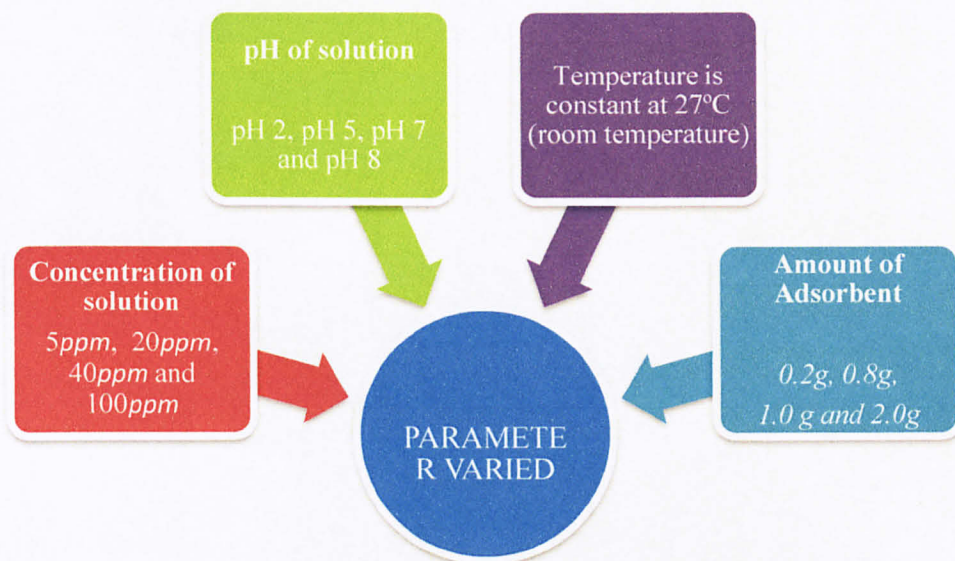 pH of solution
pH 2, pH 5, pH 7
and pH 8
Temperature is
constant at 27ºC
(room temperature)
Concentration of
solution
5ppm, 20ppm,
40ppm and
100ppm
Amount of
Adsorbent
0.2g, 0.8g,
1.0 g and 2.0g
PARAMETE
R VARIED